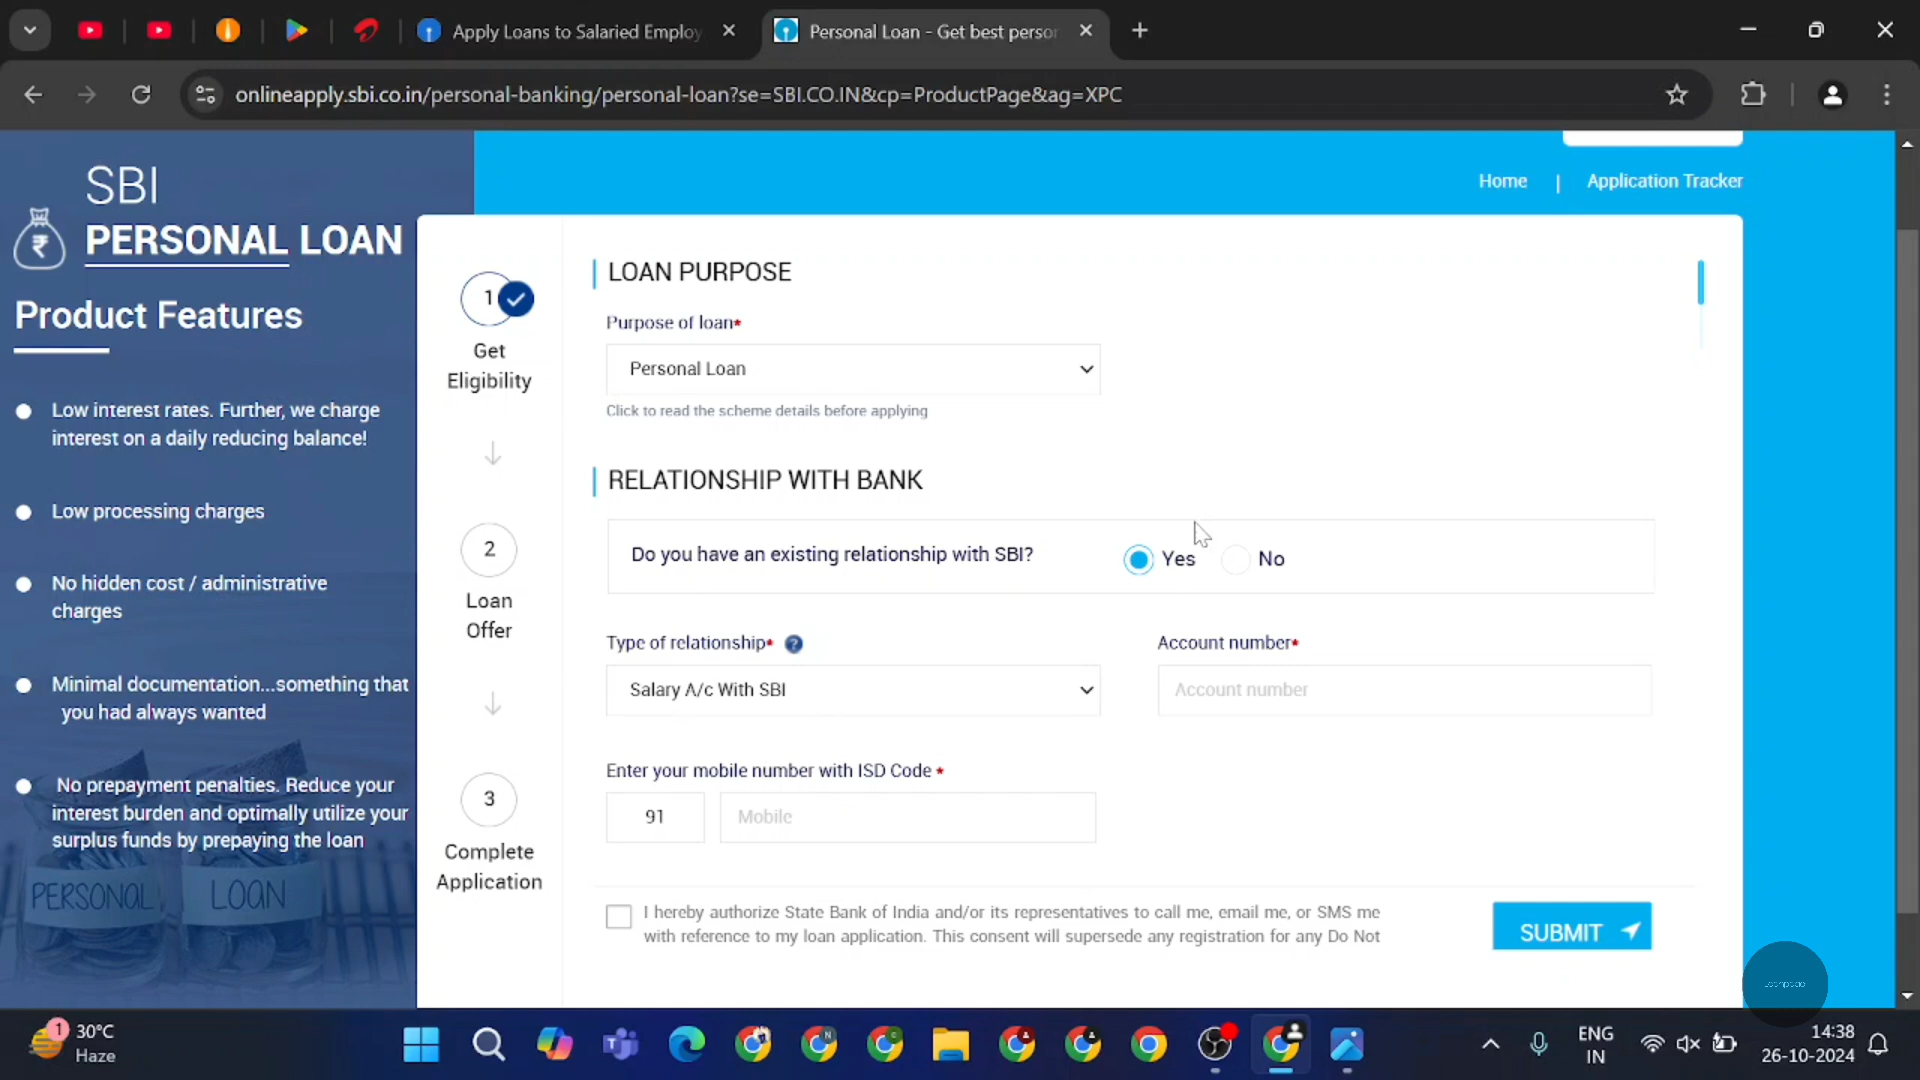 Apply Loans to Salaried Employ
Personal Loan - Get best persor
onlineapply.sbi.co.in/personal-banking/personal-loan?se=SBI.CO.IN&cp=ProductPage&ag=XPC
Home | Application Tracker
SBI
PERSONAL LOAN
Product Features
Low interest rates. Further, we charge
interest on a daily reducing balance!
Low processing charges
No hidden cost / administrative
charges
Minimal documentation...something that
you had always wanted
No prepayment penalties. Reduce your
interest burden and optimally utilize your
surplus funds by prepaying the loan
PERSONAL LOAN
1
Get
Eligibility
2
Loan
Offer
3
Complete
Application
LOAN PURPOSE
Purpose of loan*
Personal Loan
Click to read the scheme details before applying
RELATIONSHIP WITH BANK
Do you have an existing relationship with SBI? Yes No
Type of relationship* ? Account number*
Salary A/c With SBI Account number
Enter your mobile number with ISD Code *
91 Mobile
I hereby authorize State Bank of India and/or its representatives to call me, email me, or SMS me
with reference to my loan application. This consent will supersede any registration for any Do Not
SUBMIT
1
30°C
Haze
ENG
IN
14:38
26-10-2024